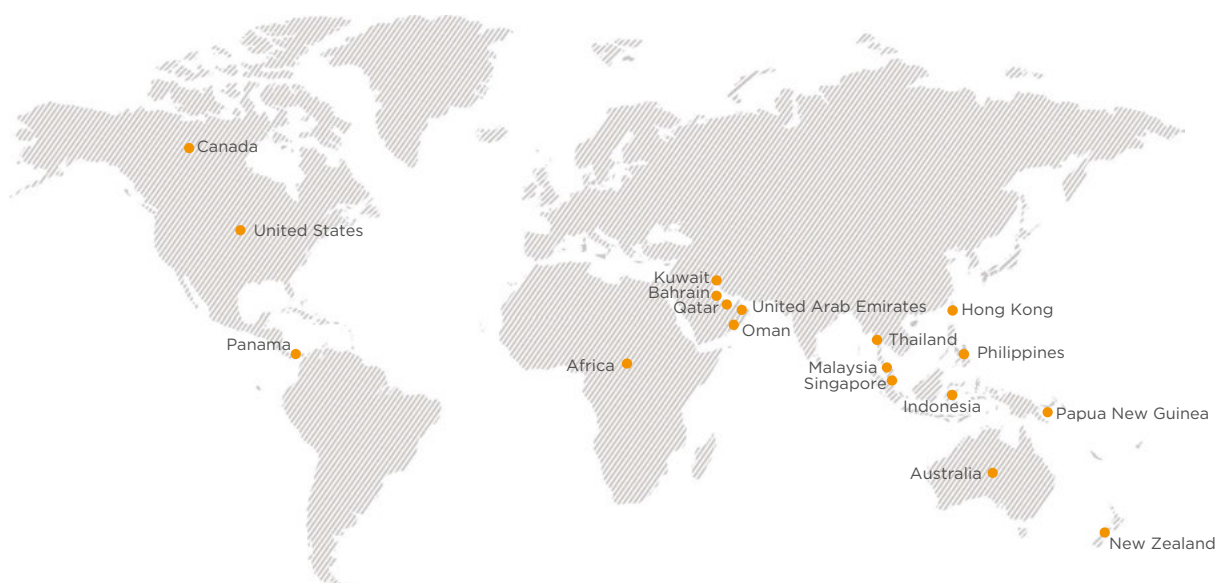 Canada
United States
Kuwait
Bahrain
Qatar
United Arab Emirates
Hong Kong
Oman
Panama
Thailand
Philippines
Africa
Malaysia
Singapore
Indonesia
Papua New Guinea
Australia
New Zealand